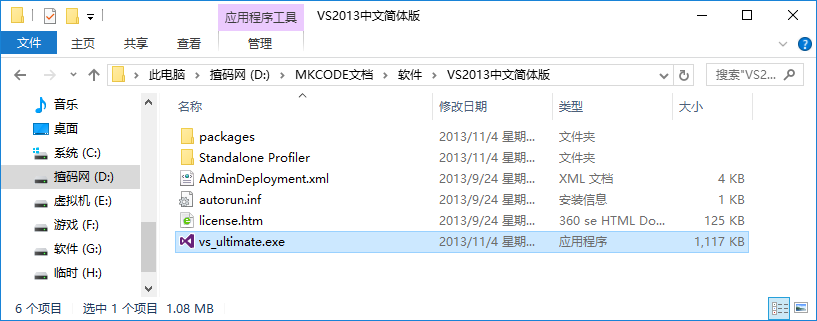 应用程序工具 VS2013中文简体版
文件 主页 共享 查看 管理
此电脑 揎码网 (D:) MKCODE文档 软件 VS2013中文简体版 搜索"VS2...
名称 修改日期 类型 大小
音乐
桌面
系统 (C:)
揎码网 (D:)
虚拟机 (E:)
游戏 (F:)
软件 (G:)
临时 (H:)
packages 2013/11/4 星期... 文件夹
Standalone Profiler 2013/11/4 星期... 文件夹
AdminDeployment.xml 2013/9/24 星期... XML 文档 4 KB
autorun.inf 2013/9/24 星期... 安装信息 1 KB
license.htm 2013/9/24 星期... 360 se HTML Do... 125 KB
vs_ultimate.exe 2013/11/4 星期... 应用程序 1,117 KB
6 个项目 选中 1 个项目 1.08 MB